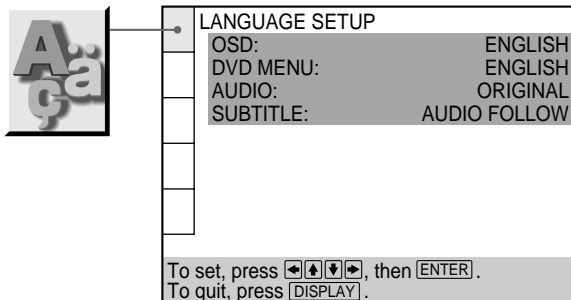 Aäç
LANGUAGE SETUP
OSD: ENGLISH
DVD MENU: ENGLISH
AUDIO: ORIGINAL
SUBTITLE: AUDIO FOLLOW
To set, press ←↑↓→, then ENTER.
To quit, press DISPLAY.